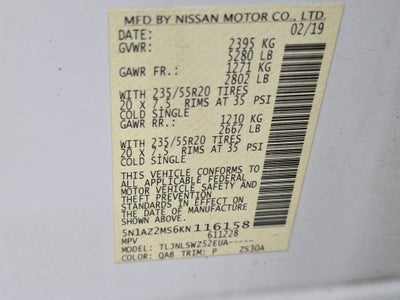 MFD BY NISSAN MOTOR CO., LTD.
DATE: 02/19
GVWR: 2395 KG
5280 LB
GAWR FR.: 1271 KG
2802 LB
WITH 235/55R20 TIRES
20 X 7.5 RIMS AT 35 PSI
COLD SINGLE
GAWR RR.: 1210 KG
2667 LB
WITH 235/55R20 TIRES
20 X 7.5 RIMS AT 35 PSI
COLD SINGLE
THIS VEHICLE CONFORMS TO
ALL APPLICABLE FEDERAL
MOTOR VEHICLE SAFETY AND
THEFT PREVENTION
STANDARDS IN EFFECT ON
THE DATE OF MANUFACTURE
SHOWN ABOVE.
5N1AZ2MS6KN116158
MPV 611228
MODEL: TLJNLSWZ52EUA-----
COLOR: QAB TRIM: P ZS30A